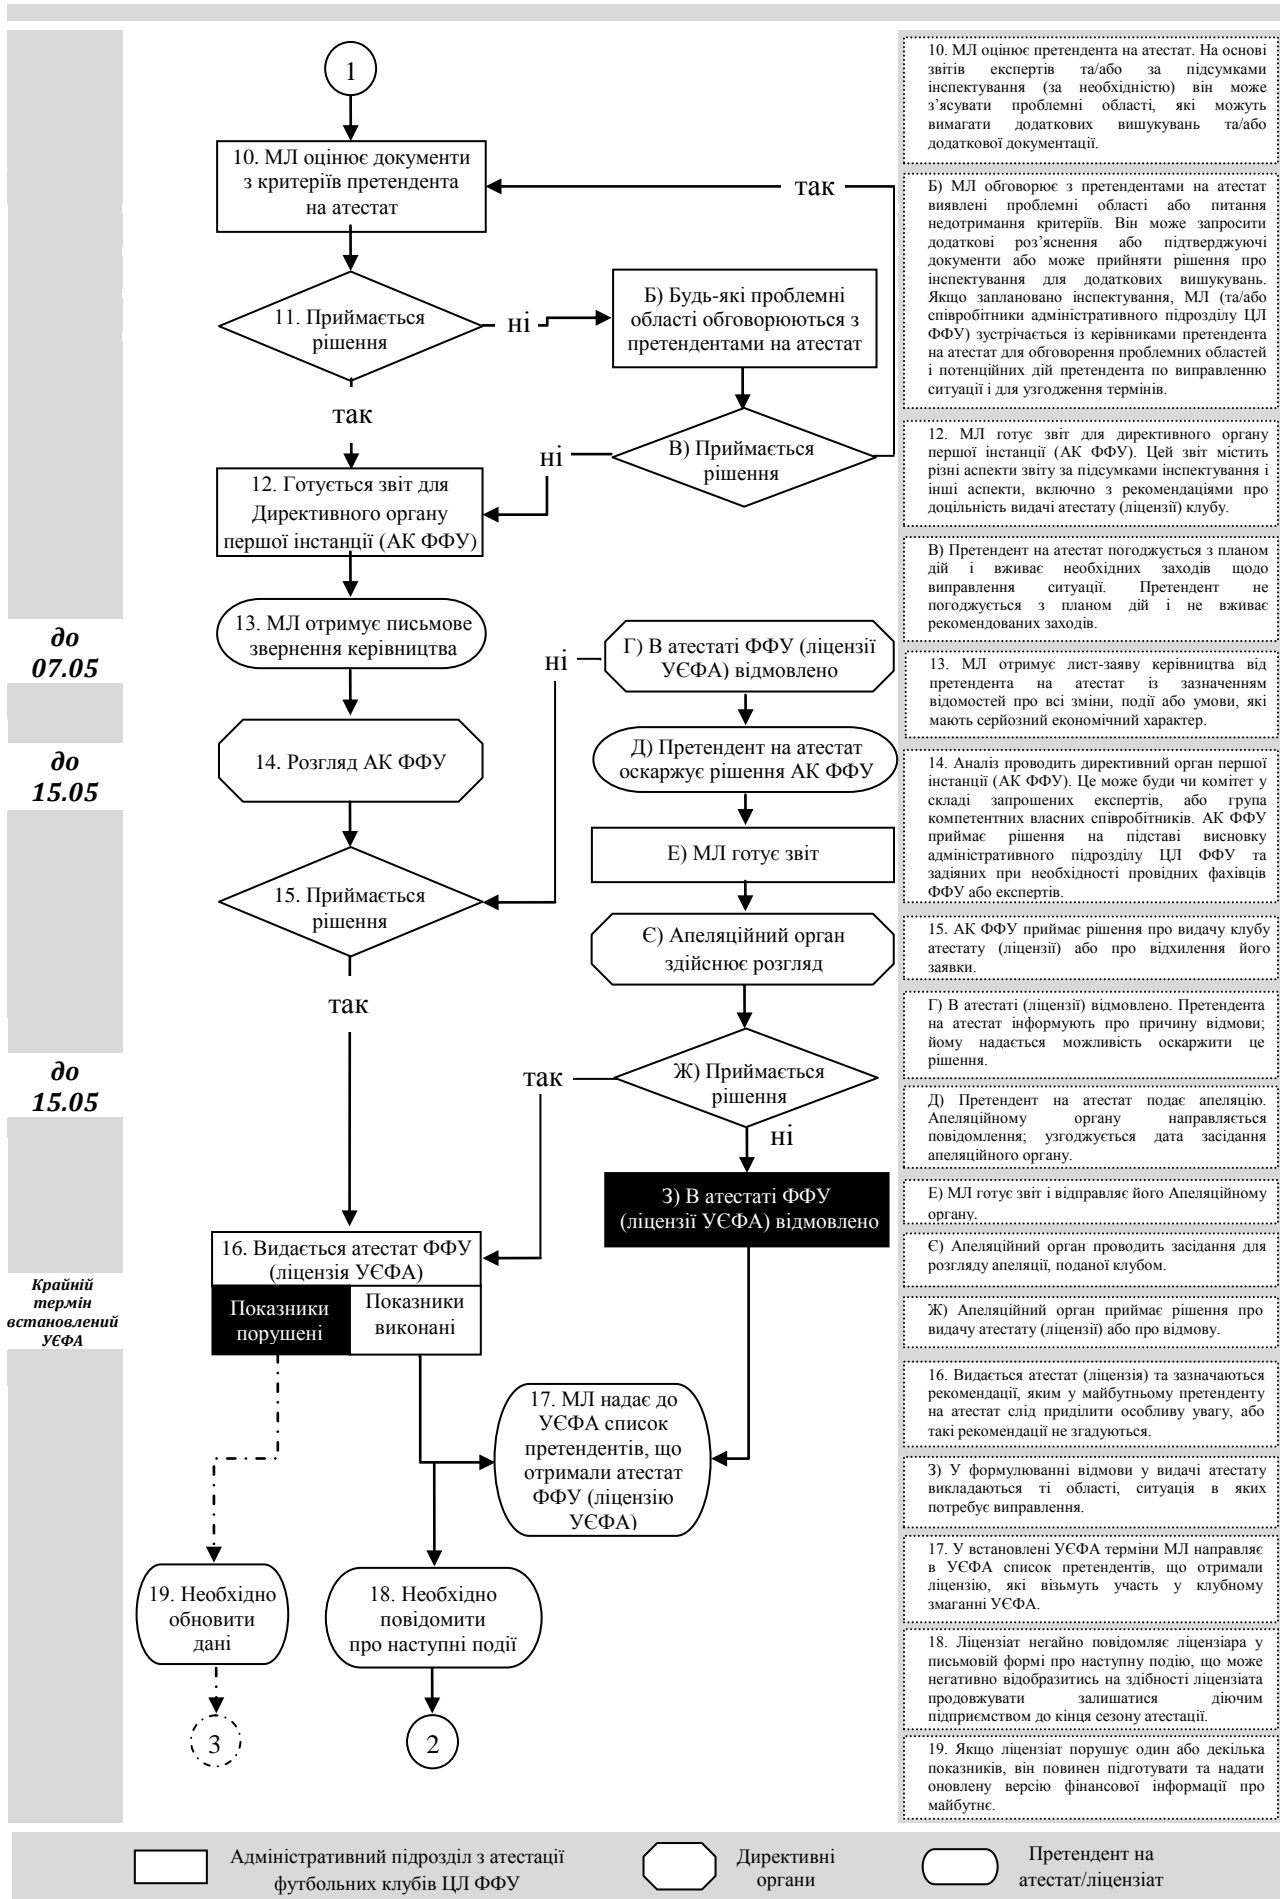 1
10. МЛ оцінює документи
з критеріїв претендента
на атестат
так
11. Приймається
рішення
ні
Б) Будь-які проблемні
області обговорюються з
претендентами на атестат
так
В) Приймається
рішення
ні
12. Готується звіт для
Директивного органу
першої інстанції (АК ФФУ)
13. МЛ отримує письмове
звернення керівництва
до
07.05
ні
Г) В атестаті ФФУ (ліцензії
УЄФА) відмовлено
14. Розгляд АК ФФУ
до
15.05
Д) Претендент на атестат
оскаржує рішення АК ФФУ
Е) МЛ готує звіт
15. Приймається
рішення
Є) Апеляційний орган
здійснює розгляд
так
до
15.05
так
Ж) Приймається
рішення
ні
З) В атестаті ФФУ
(ліцензії УЄФА) відмовлено
16. Видається атестат ФФУ
(ліцензія УЄФА)
Показники
порушені
Показники
виконані
Крайній
термін
встановлений
УЄФА
17. МЛ надає до
УЄФА список
претендентів, що
отримали атестат
ФФУ (ліцензію
УЄФА)
19. Необхідно
обновити
дані
18. Необхідно
повідомити
про наступні події
3
2
10. МЛ оцінює претендента на атестат. На основі
звітів експертів та/або за підсумками
інспектування (за необхідністю) він може
з’ясувати проблемні області, які можуть
вимагати додаткових вишукувань та/або
додаткової документації.
Б) МЛ обговорює з претендентами на атестат
виявлені проблемні області або питання
недотримання критеріїв. Він може запросити
додаткові роз’яснення або підтверджуючі
документи або може прийняти рішення про
інспектування для додаткових вишукувань.
Якщо заплановано інспектування, МЛ (та/або
співробітники адміністративного підрозділу ЦЛ
ФФУ) зустрічається із керівниками претендента
на атестат для обговорення проблемних областей
і потенційних дій претендента по виправленню
ситуації і для узгодження термінів.
12. МЛ готує звіт для директивного органу
першої інстанції (АК ФФУ). Цей звіт містить
різні аспекти звіту за підсумками інспектування і
інші аспекти, включно з рекомендаціями про
доцільність видачі атестату (ліцензії) клубу.
В) Претендент на атестат погоджується з планом
дій і вживає необхідних заходів щодо
виправлення ситуації. Претендент не
погоджується з планом дій і не вживає
рекомендованих заходів.
13. МЛ отримує лист-заяву керівництва від
претендента на атестат із зазначенням
відомостей про всі зміни, події або умови, які
мають серйозний економічний характер.
14. Аналіз проводить директивний орган першої
інстанції (АК ФФУ). Це може буди чи комітет у
складі запрошених експертів, або група
компетентних власних співробітників. АК ФФУ
приймає рішення на підставі висновку
адміністративного підрозділу ЦЛ ФФУ та
задіяних при необхідності провідних фахівців
ФФУ або експертів.
15. АК ФФУ приймає рішення про видачу клубу
атестату (ліцензії) або про відхилення його
заявки.
Г) В атестаті (ліцензії) відмовлено. Претендента
на атестат інформують про причину відмови;
йому надається можливість оскаржити це
рішення.
Д) Претендент на атестат подає апеляцію.
Апеляційному органу направляється
повідомлення; узгоджується дата засідання
апеляційного органу.
Е) МЛ готує звіт і відправляє його Апеляційному
органу.
Є) Апеляційний орган проводить засідання для
розгляду апеляції, поданої клубом.
Ж) Апеляційний орган приймає рішення про
видачу атестату (ліцензії) або про відмову.
16. Видається атестат (ліцензія) та зазначаються
рекомендації, яким у майбутньому претенденту
на атестат слід приділити особливу увагу, або
такі рекомендації не згадуються.
З) У формулюванні відмови у видачі атестату
викладаються ті області, ситуація в яких
потребує виправлення.
17. У встановлені УЄФА терміни МЛ направляє
в УЄФА список претендентів, що отримали
ліцензію, які візьмуть участь у клубному
змаганні УЄФА.
18. Ліцензіат негайно повідомляє ліцензіара у
письмовій формі про наступну подію, що може
негативно відобразитись на здібності ліцензіата
продовжувати залишатися діючим
підприємством до кінця сезону атестації.
19. Якщо ліцензіат порушує один або декілька
показників, він повинен підготувати та надати
оновлену версію фінансової інформації про
майбутнє.
Адміністративний підрозділ з атестації
футбольних клубів ЦЛ ФФУ
Директивні
органи
Претендент на
атестат/ліцензіат